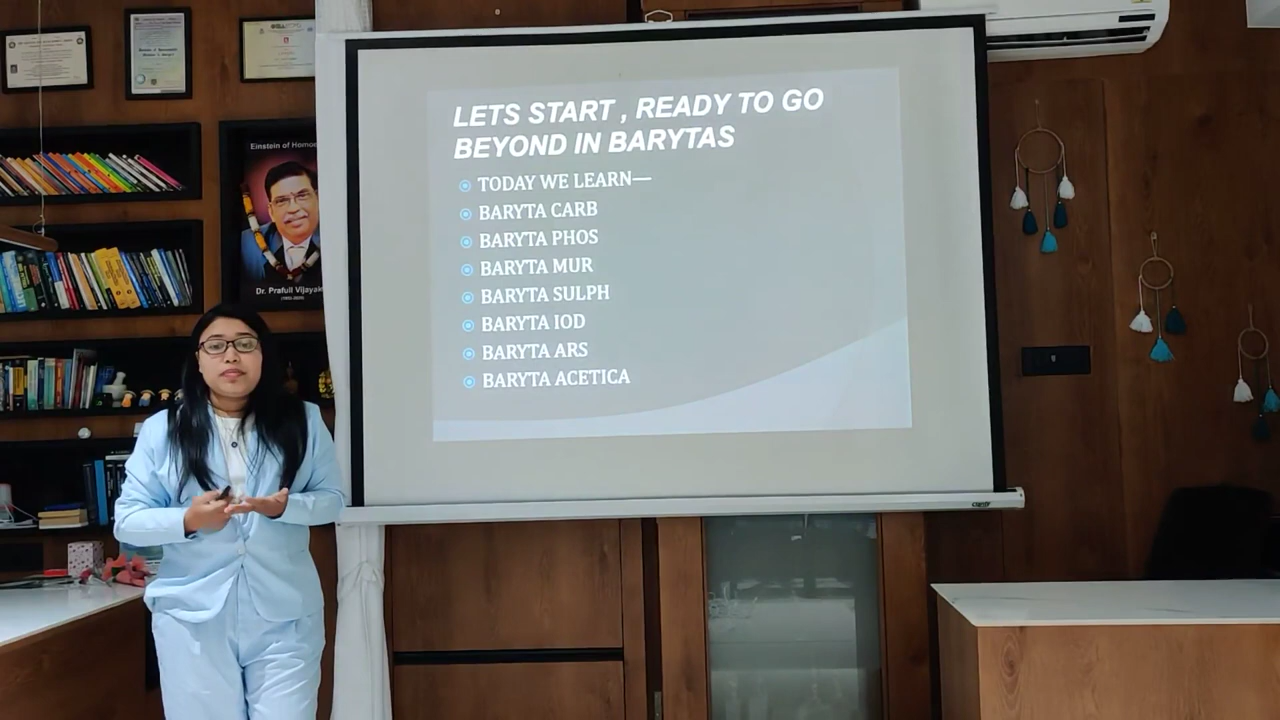 LETS START , READY TO GO
BEYOND IN BARYTAS
TODAY WE LEARN—
BARYTA CARB
BARYTA PHOS
BARYTA MUR
BARYTA SULPH
BARYTA IOD
BARYTA ARS
BARYTA ACETICA
Einstein of Homoe
Dr. Prafull Vijayak